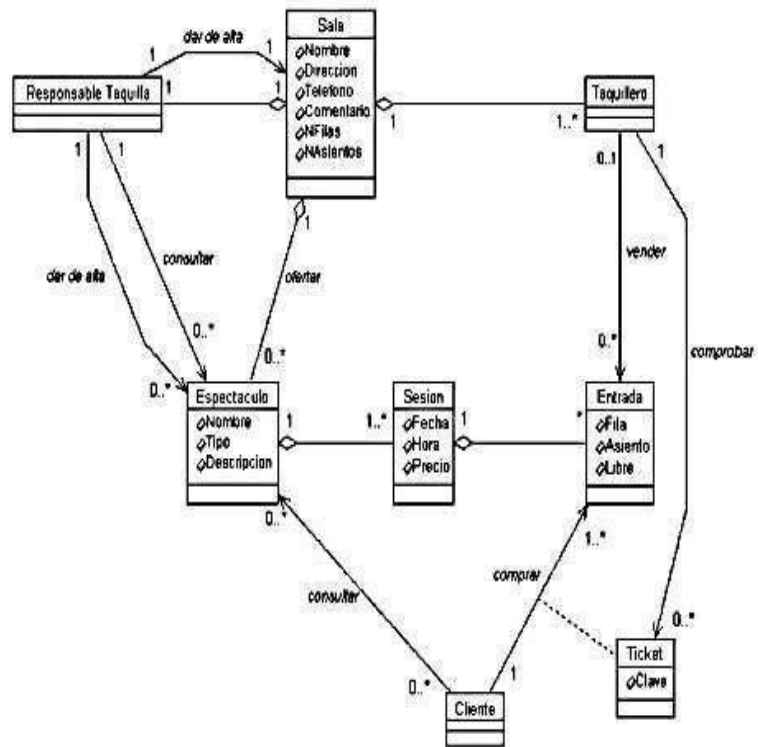 Sala
Nombre
Direccion
Telefono
Comentario
NFilas
NAsientos
dar de alta
1
1
Responsable Taquilla
1
1
1
1..*
Taquillero
1
1
1
0..1
1
dar de alta
consultar
ofertar
vender
comprobar
0..*
0..*
0..*
0..*
Espectaculo
Nombre
Tipo
Descripcion
1
1..*
Sesion
Fecha
Hora
Precio
1
*
Entrada
Fila
Asiento
Libre
0..*
1..*
consultar
comprar
0..*
0..*
1
Ticket
Clave
Cliente